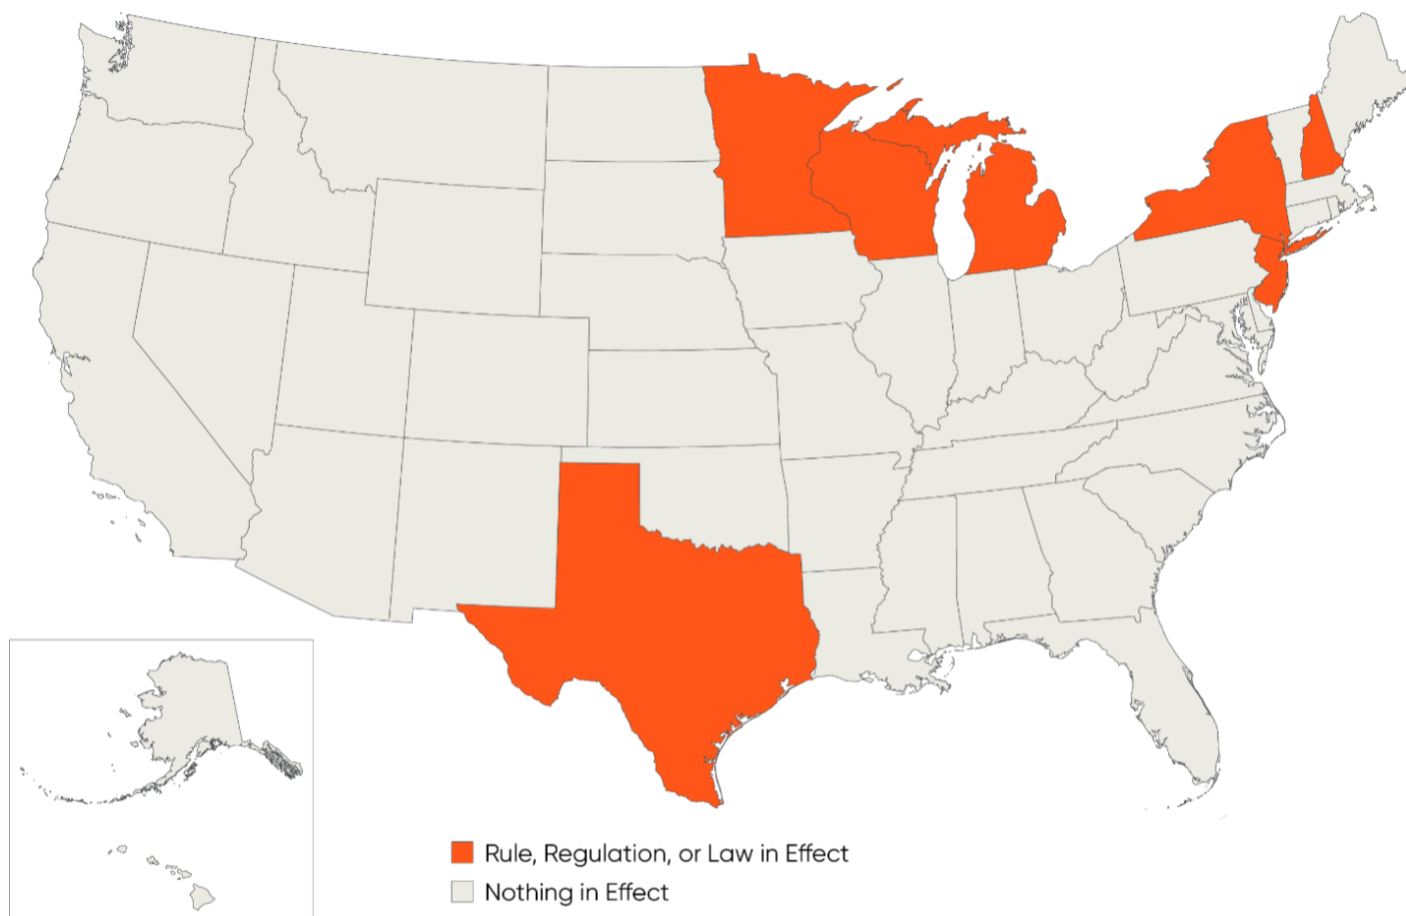 Rule, Regulation, or Law in Effect
Nothing in Effect